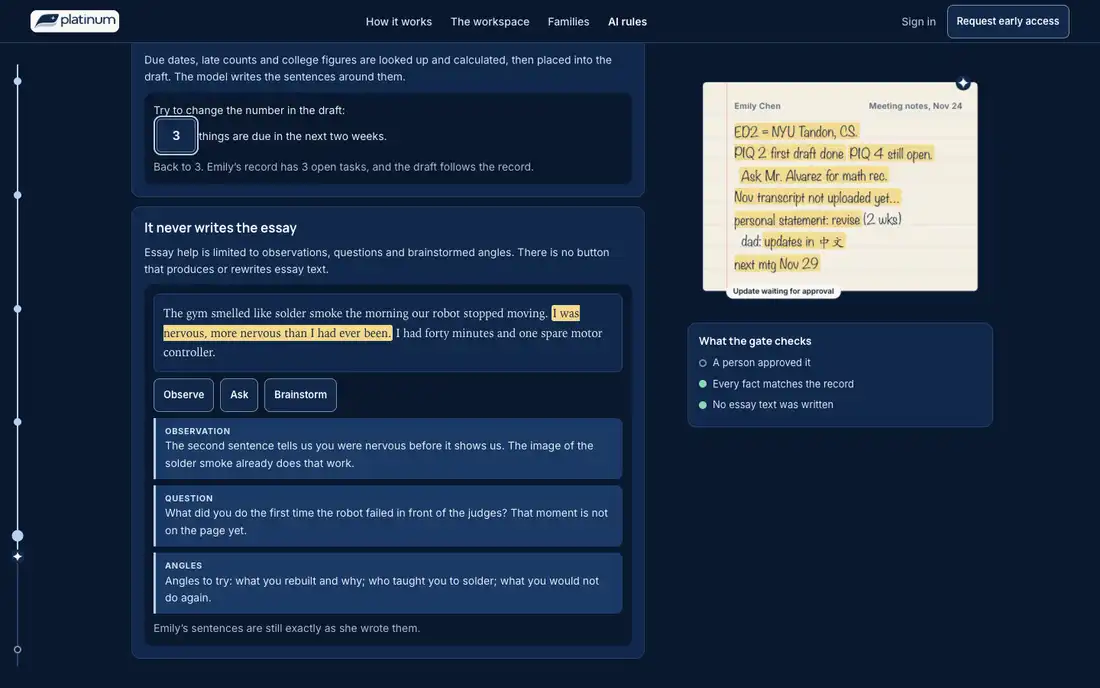 platinum
How it works
The workspace
Families
AI rules
Sign in
Request early access
Due dates, late counts and college figures are looked up and calculated, then placed into the
draft. The model writes the sentences around them.
Try to change the number in the draft:
3 things are due in the next two weeks.
Back to 3. Emily's record has 3 open tasks, and the draft follows the record.
It never writes the essay
Essay help is limited to observations, questions and brainstormed angles. There is no button
that produces or rewrites essay text.
The gym smelled like solder smoke the morning our robot stopped moving. I was
nervous, more nervous than I had ever been. I had forty minutes and one spare motor
controller.
Observe
Ask
Brainstorm
OBSERVATION
The second sentence tells us you were nervous before it shows us. The image of the
solder smoke already does that work.
QUESTION
What did you do the first time the robot failed in front of the judges? That moment is not
on the page yet.
ANGLES
Angles to try: what you rebuilt and why; who taught you to solder; what you would not
do again.
Emily's sentences are still exactly as she wrote them.
Emily Chen
Meeting notes, Nov 24
ED2 = NYU Tandon, CS.
PIQ 2 first draft done PIQ 4 still open.
Ask Mr. Alvarez for math rec.
Nov transcript not uploaded yet...
personal statement: revise (2 wks)
dad: updates in 中文
next mtg Nov 29
Update waiting for approval
What the gate checks
A person approved it
Every fact matches the record
No essay text was written